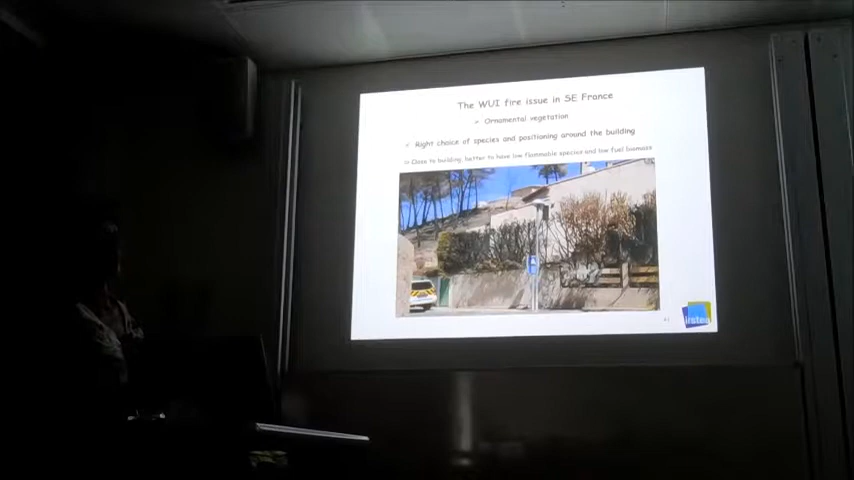 The WUI fire issue in SE France
➢ Ornamental vegetation
✓ Right choice of species and positioning around the building
⇨ Close to building, better to have low flammable species and low fuel biomass
irstea